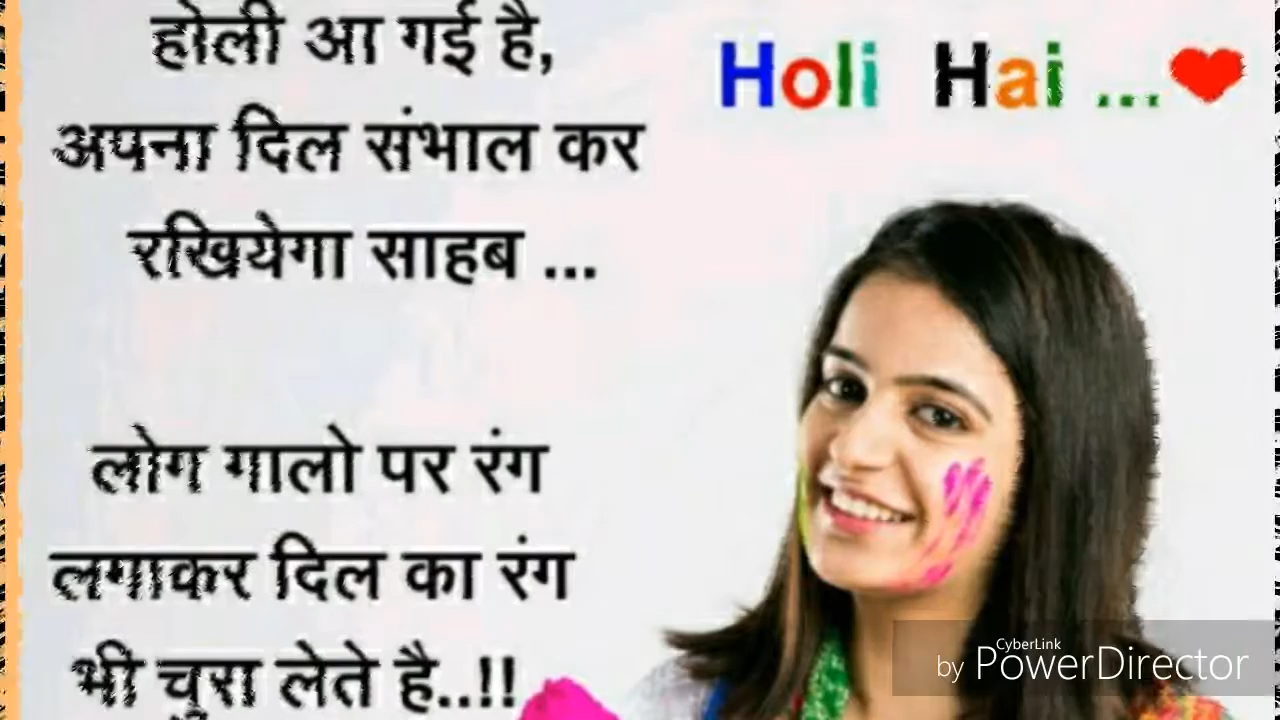 होली आ गई है,
Holi Hai ...
अपना दिल संभाल कर
रखियेगा साहब ...
लोग गालो पर रंग
लगाकर दिल का रंग
भी चुरा लेते है..!!
CyberLink
by PowerDirector